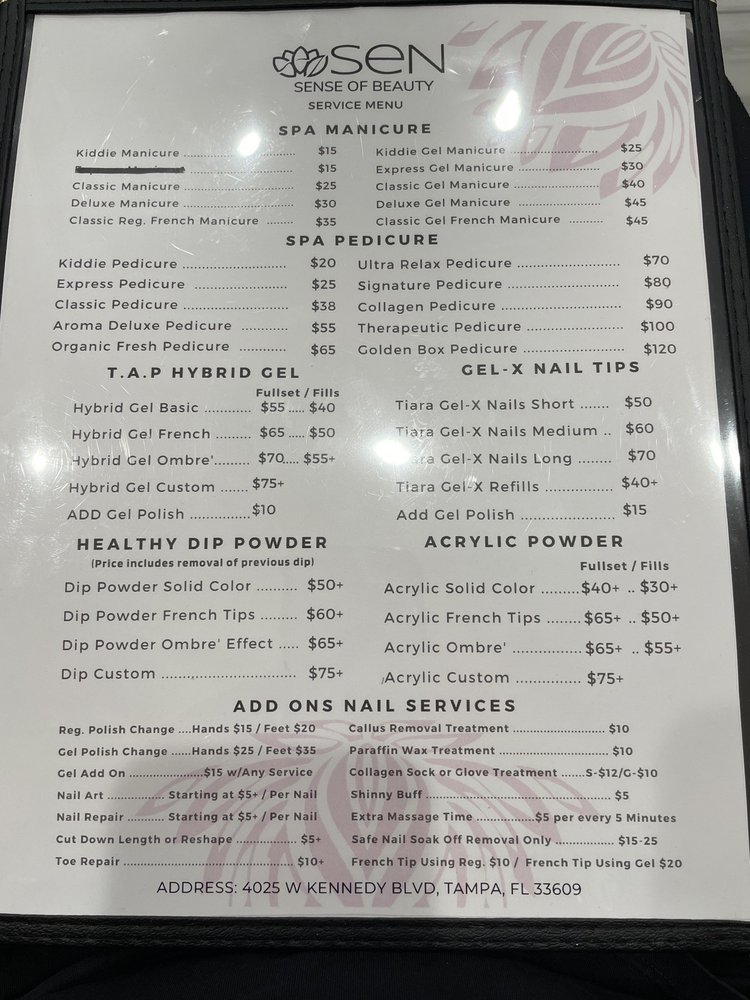 SEN
SENSE OF BEAUTY
SERVICE MENU
SPA MANICURE
Kiddie Manicure .............................. $15
.............................. $15
Classic Manicure .............................. $25
Deluxe Manicure .............................. $30
Classic Reg. French Manicure ........ $35
Kiddie Gel Manicure ........................ $25
Express Gel Manicure ....................... $30
Classic Gel Manicure ........................ $40
Deluxe Gel Manicure ....................... $45
Classic Gel French Manicure .......... $45
SPA PEDICURE
Kiddie Pedicure ......................... $20
Express Pedicure ...................... $25
Classic Pedicure ......................... $38
Aroma Deluxe Pedicure ........... $55
Organic Fresh Pedicure ............ $65
Ultra Relax Pedicure ......................... $70
Signature Pedicure ........................... $80
Collagen Pedicure ............................. $90
Therapeutic Pedicure ........................ $100
Golden Box Pedicure ......................... $120
T.A.P HYBRID GEL
Fullset / Fills
Hybrid Gel Basic ........... $55 ..... $40
Hybrid Gel French ......... $65 ..... $50
Hybrid Gel Ombre'......... $70..... $55+
Hybrid Gel Custom ....... $75+
ADD Gel Polish ...............$10
GEL-X NAIL TIPS
Tiara Gel-X Nails Short ....... $50
Tiara Gel-X Nails Medium .. $60
Gel-X Nails Long ........ $70
Tiara Gel-X Refills ................ $40+
Add Gel Polish ...................... $15
HEALTHY DIP POWDER
(Price includes removal of previous dip)
Dip Powder Solid Color .......... $50+
Dip Powder French Tips ......... $60+
Dip Powder Ombre' Effect ..... $65+
Dip Custom ................................ $75+
ACRYLIC POWDER
Fullset / Fills
Acrylic Solid Color .........$40+ .. $30+
Acrylic French Tips ........$65+ .. $50+
Acrylic Ombre' ................$65+ .. $55+
Acrylic Custom ............... $75+
ADD ONS NAIL SERVICES
Reg. Polish Change ....Hands $15 / Feet $20
Gel Polish Change ......Hands $25 / Feet $35
Gel Add On .......................$15 w/Any Service
Nail Art ................ Starting at $5+ / Per Nail
Nail Repair .......... Starting at $5+ / Per Nail
Cut Down Length or Reshape ................. $5+
Toe Repair ................................................ $10+
Callus Removal Treatment .......................... $10
Paraffin Wax Treatment .............................. $10
Collagen Sock or Glove Treatment .......S-$12/G-$10
Shinny Buff .................................................... $5
Extra Massage Time .................$5 per every 5 Minutes
Safe Nail Soak Off Removal Only ................. $15-25
French Tip Using Reg. $10 / French Tip Using Gel $20
ADDRESS: 4025 W KENNEDY BLVD, TAMPA, FL 33609